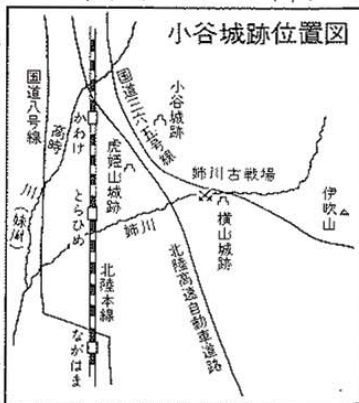 小谷城跡位置図
国道八号線
高時川
(妹川)
かわけ
とらひめ
ながはま
北陸本線
虎姫山城跡
国道三六五号線
小谷城跡
姉川古戦場
姉川
横山城跡
伊吹山
北陸高速自動車道路